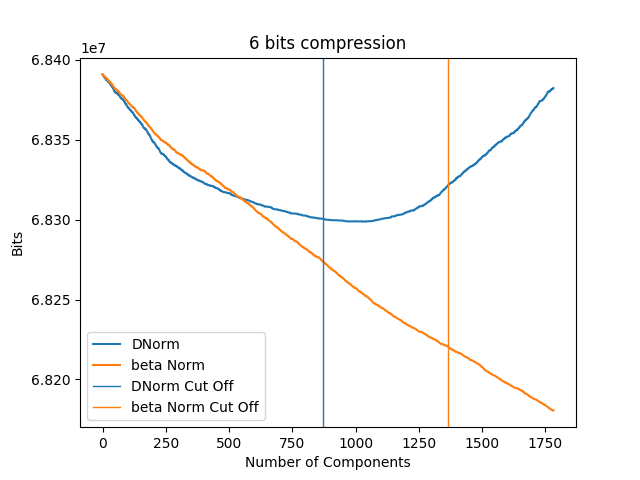 6 bits compression
1e7
6.840
6.835
6.830
6.825
6.820
Bits
DNorm
beta Norm
DNorm Cut Off
beta Norm Cut Off
0 250 500 750 1000 1250 1500 1750
Number of Components